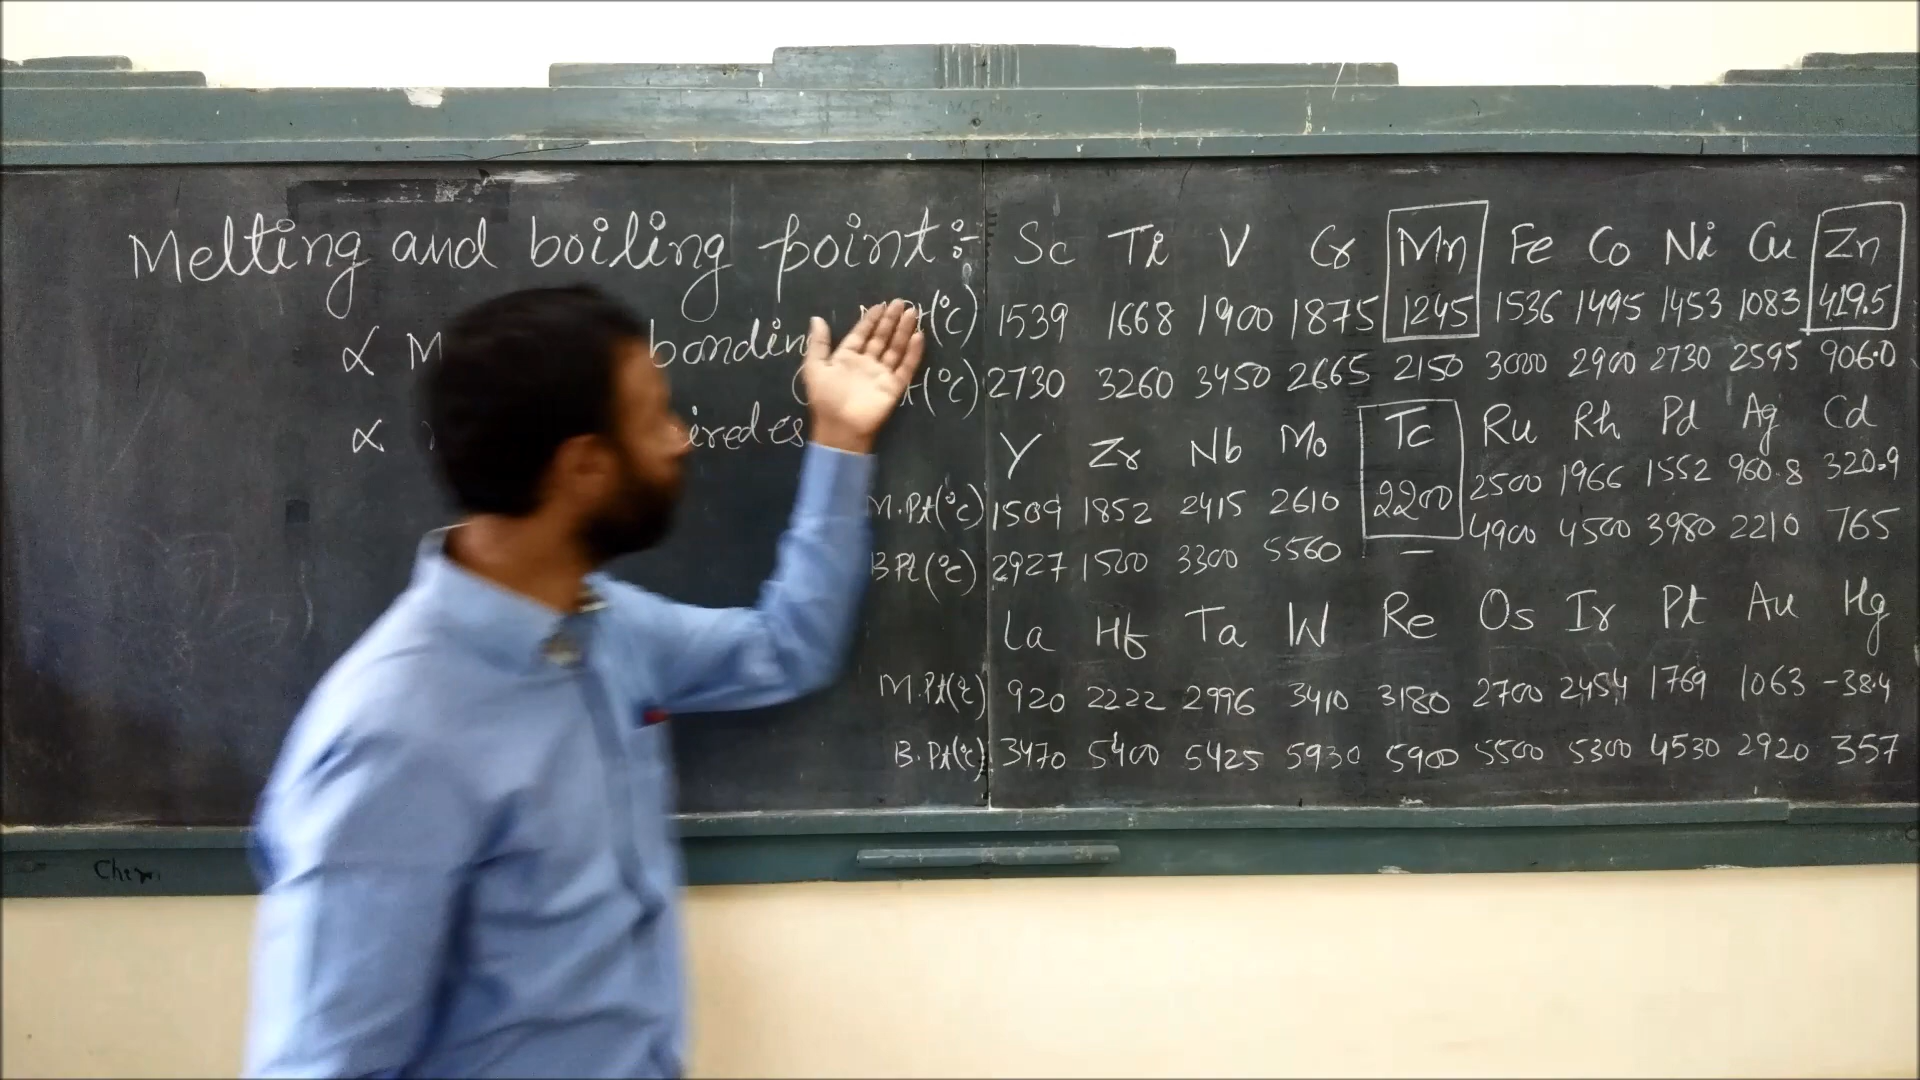 Melting and boiling point :-
∝ bonding
∝
Sc Ti V Cr Mn Fe Co Ni Cu Zn
(°C) 1539 1668 1900 1875 1245 1536 1495 1453 1083 419.5
(°C) 2730 3260 3450 2665 2150 3000 2900 2730 2595 906.0
Y Zr Nb Mo Tc Ru Rh Pd Ag Cd
M.Pt(°C) 1509 1852 2415 2610 2200 2500 1966 1552 960.8 320.9
B.Pt(°C) 2927 1500 3300 5560 - 4900 4500 3980 2210 765
La Hf Ta W Re Os Ir Pt Au Hg
M.Pt(°C) 920 2222 2996 3410 3180 2700 2454 1769 1063 -38.4
B.Pt(°C) 3470 5400 5425 5930 5900 5500 5300 4530 2920 357